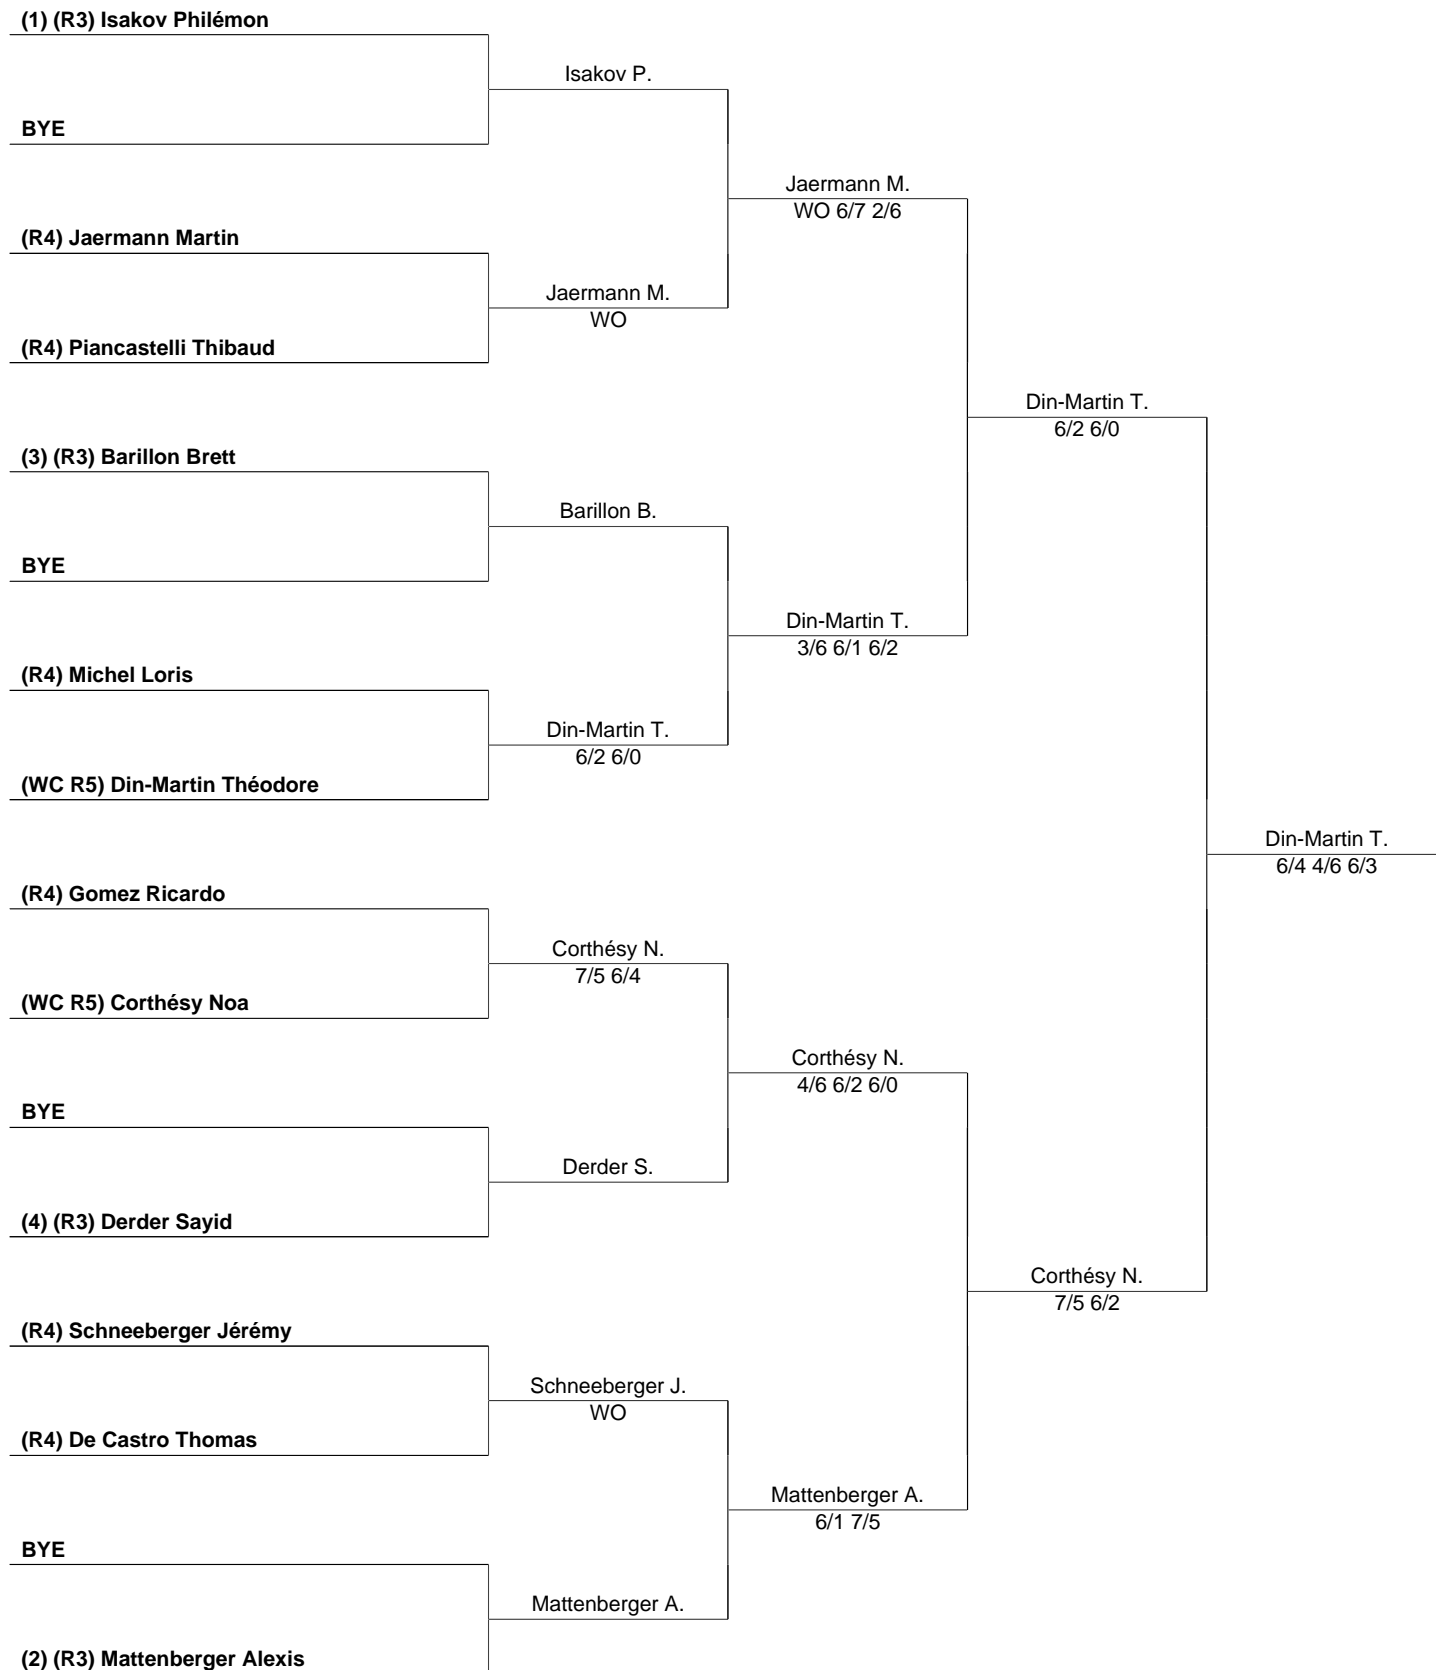 (1) (R3) Isakov Philémon
Isakov P.
BYE
Jaermann M.
WO 6/7 2/6
(R4) Jaermann Martin
Jaermann M.
WO
(R4) Piancastelli Thibaud
Din-Martin T.
6/2 6/0
(3) (R3) Barillon Brett
Barillon B.
BYE
Din-Martin T.
3/6 6/1 6/2
(R4) Michel Loris
Din-Martin T.
6/2 6/0
(WC R5) Din-Martin Théodore
Din-Martin T.
6/4 4/6 6/3
(R4) Gomez Ricardo
Corthésy N.
7/5 6/4
(WC R5) Corthésy Noa
Corthésy N.
4/6 6/2 6/0
BYE
Derder S.
(4) (R3) Derder Sayid
Corthésy N.
7/5 6/2
(R4) Schneeberger Jérémy
Schneeberger J.
WO
(R4) De Castro Thomas
Mattenberger A.
6/1 7/5
BYE
Mattenberger A.
(2) (R3) Mattenberger Alexis